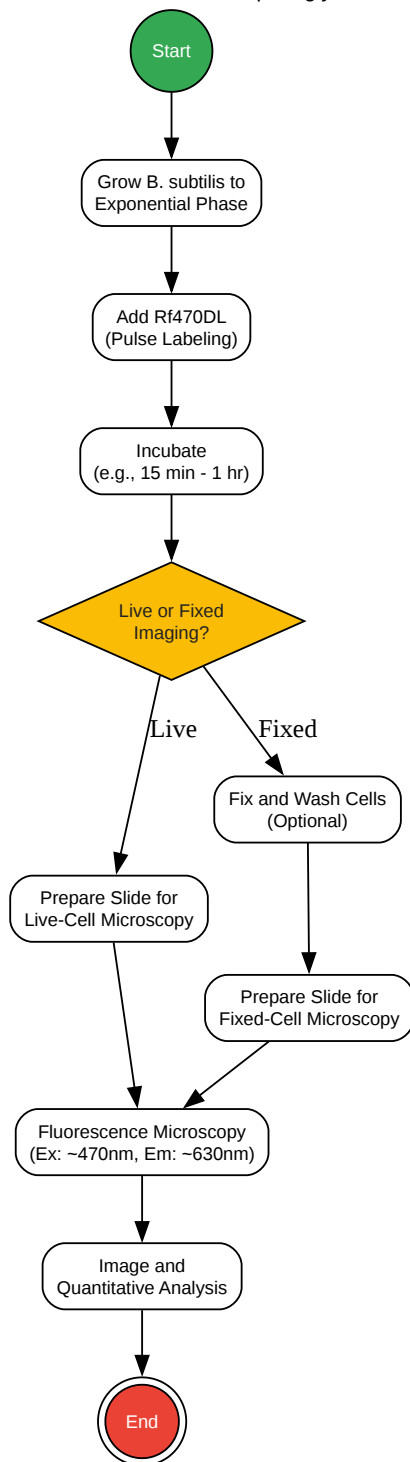 Start
Grow B. subtilis to
Exponential Phase
Add Rf470DL
(Pulse Labeling)
Incubate
(e.g., 15 min - 1 hr)
Live or Fixed
Imaging?
Live
Fixed
Fix and Wash Cells
(Optional)
Prepare Slide for
Live-Cell Microscopy
Prepare Slide for
Fixed-Cell Microscopy
Fluorescence Microscopy
(Ex: ~470nm, Em: ~630nm)
Image and
Quantitative Analysis
End